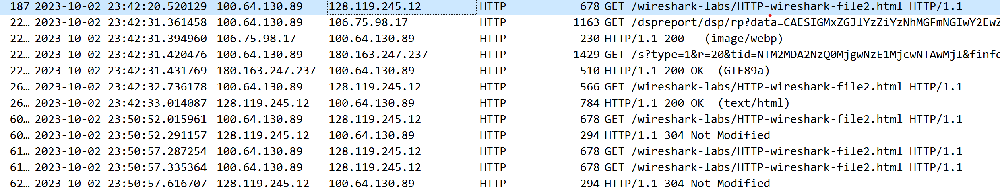 187 2023-10-02 23:42:20.520129 100.64.130.89 128.119.245.12 HTTP 678 GET /wireshark-labs/HTTP-wireshark-file2.html HTTP/1.1
22… 2023-10-02 23:42:31.361458 100.64.130.89 106.75.98.17 HTTP 1163 GET /dspreport/dsp/rp?data=CAESIGMxZGJlYzZiYzNhMGFmNGIwY2EwZ
22… 2023-10-02 23:42:31.394960 106.75.98.17 100.64.130.89 HTTP 230 HTTP/1.1 200 (image/webp)
22… 2023-10-02 23:42:31.420476 100.64.130.89 180.163.247.237 HTTP 1429 GET /s?type=1&r=20&tid=NTM2MDA2NzQ0MjgwNzE1MjcwNTAwMjI&finfo
22… 2023-10-02 23:42:31.431769 180.163.247.237 100.64.130.89 HTTP 510 HTTP/1.1 200 OK (GIF89a)
26… 2023-10-02 23:42:32.736178 100.64.130.89 128.119.245.12 HTTP 566 GET /wireshark-labs/HTTP-wireshark-file2.html HTTP/1.1
26… 2023-10-02 23:42:33.014087 128.119.245.12 100.64.130.89 HTTP 784 HTTP/1.1 200 OK (text/html)
60… 2023-10-02 23:50:52.015961 100.64.130.89 128.119.245.12 HTTP 678 GET /wireshark-labs/HTTP-wireshark-file2.html HTTP/1.1
60… 2023-10-02 23:50:52.291157 128.119.245.12 100.64.130.89 HTTP 294 HTTP/1.1 304 Not Modified
61… 2023-10-02 23:50:57.287254 100.64.130.89 128.119.245.12 HTTP 678 GET /wireshark-labs/HTTP-wireshark-file2.html HTTP/1.1
61… 2023-10-02 23:50:57.335364 100.64.130.89 128.119.245.12 HTTP 678 GET /wireshark-labs/HTTP-wireshark-file2.html HTTP/1.1
62… 2023-10-02 23:50:57.616707 128.119.245.12 100.64.130.89 HTTP 294 HTTP/1.1 304 Not Modified